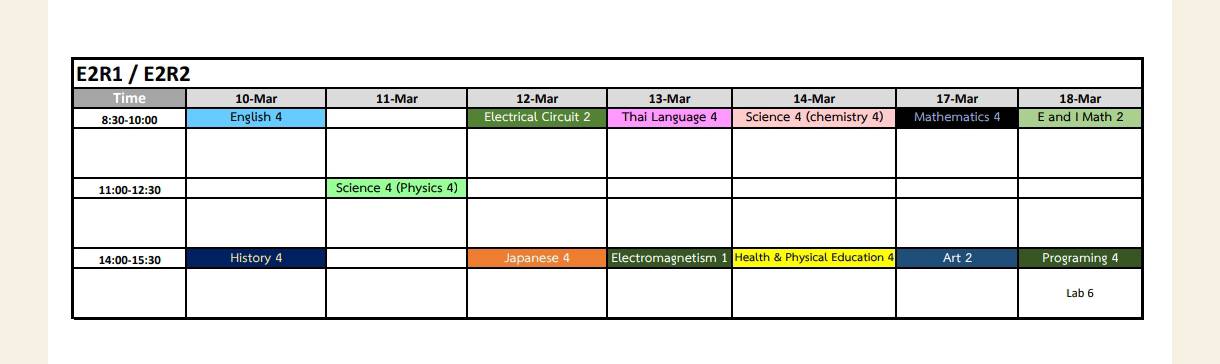 E2R1 / E2R2
Time 10-Mar 11-Mar 12-Mar 13-Mar 14-Mar 17-Mar 18-Mar
8:30-10:00 English 4 Electrical Circuit 2 Thai Language 4 Science 4 (chemistry 4) Mathematics 4 E and I Math 2
11:00-12:30 Science 4 (Physics 4)
14:00-15:30 History 4 Japanese 4 Electromagnetism 1 Health & Physical Education 4 Art 2 Programing 4
Lab 6